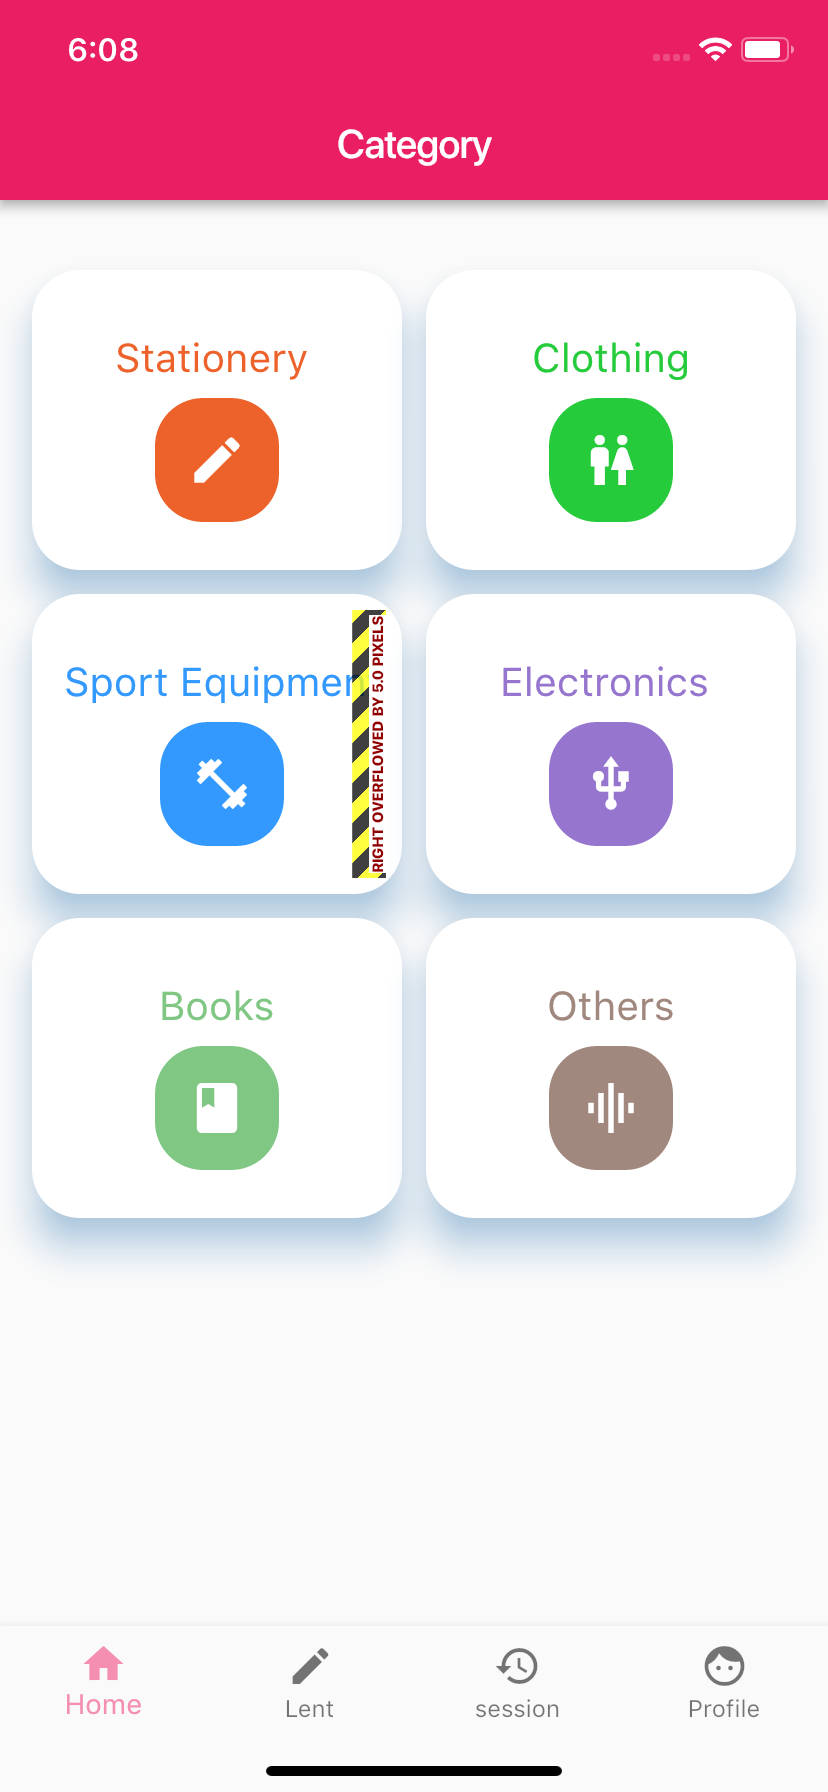 6:08
Category
Stationery
Clothing
Sport Equipmen
RIGHT OVERFLOWED BY 5.0 PIXELS
Electronics
Books
Others
Home
Lent
session
Profile